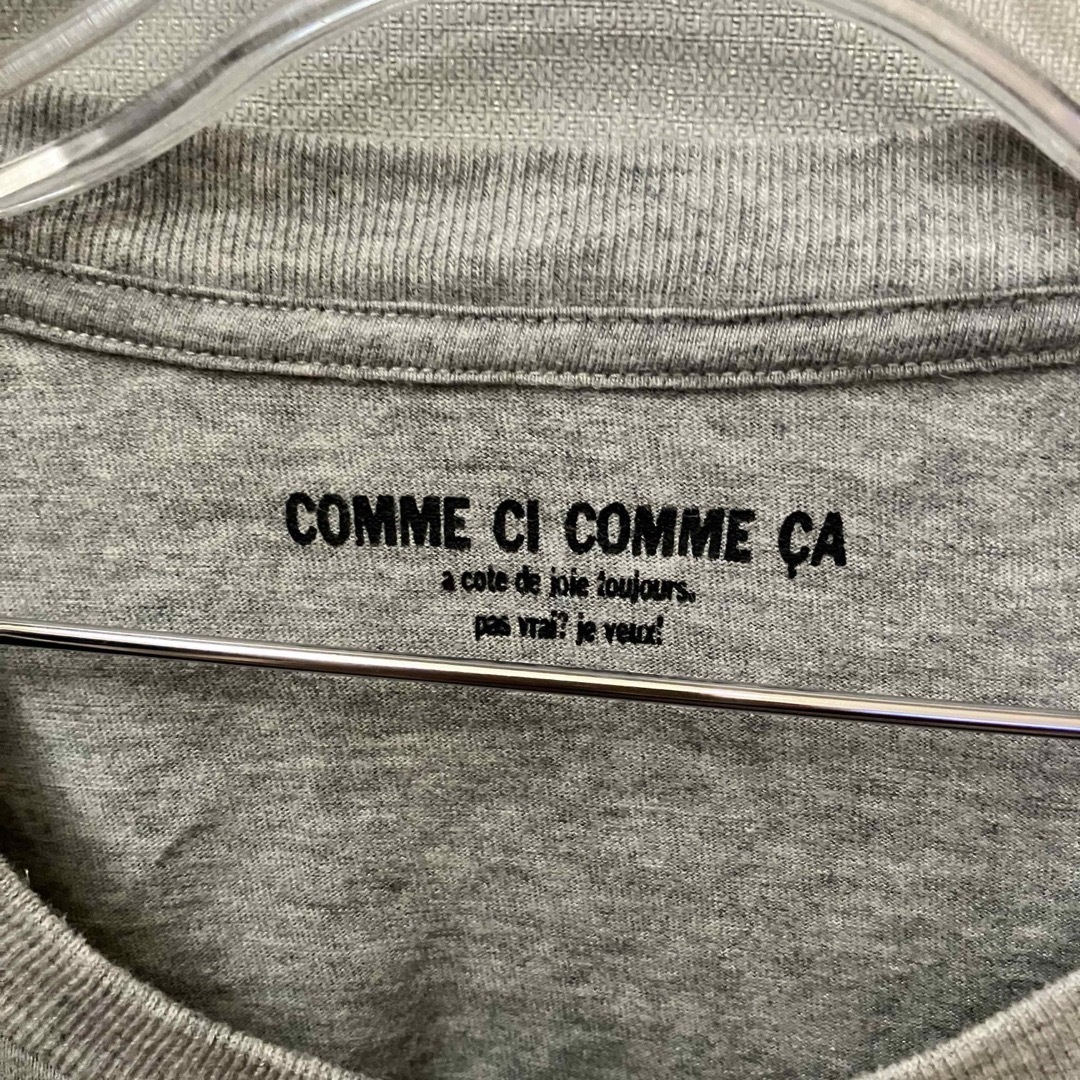 COMME CI COMME ÇA
a cote de joie toujours.
pas vrai? je veux!